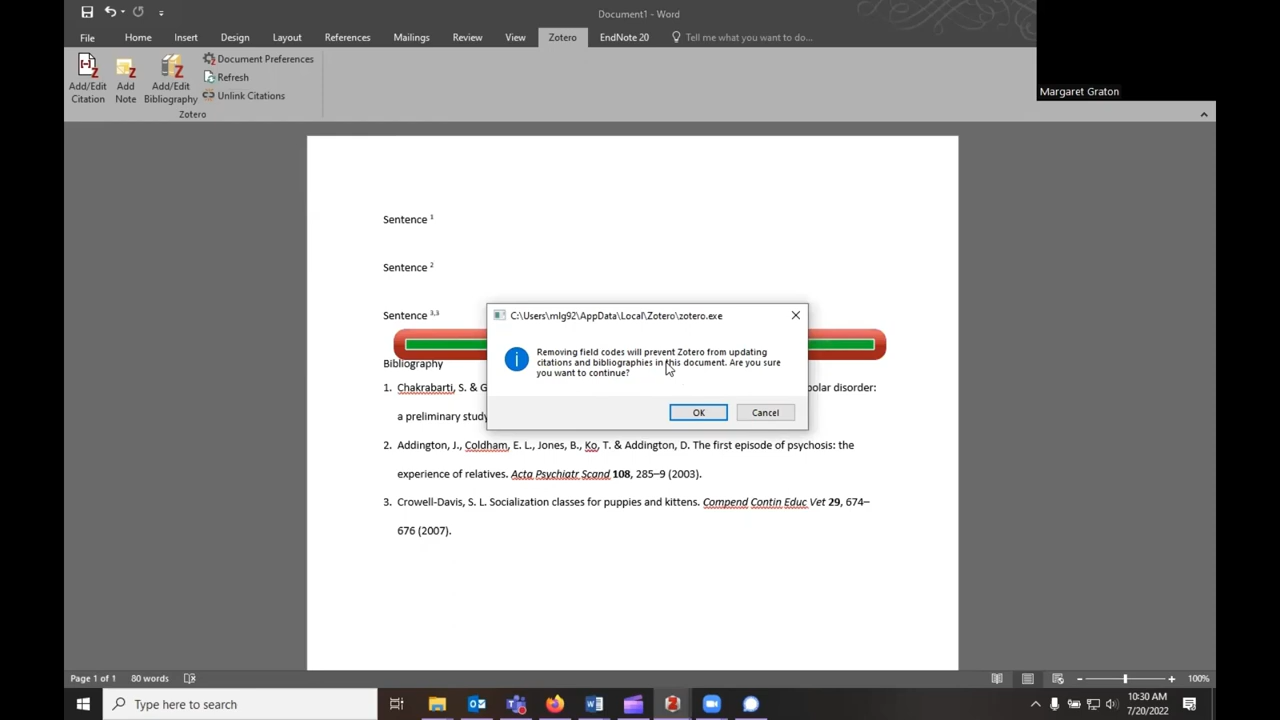 Document1 - Word
File Home Insert Design Layout References Mailings Review View Zotero EndNote 20 Tell me what you want to do...
Margaret Graton
Add/Edit Citation
Add Note
Add/Edit Bibliography
Document Preferences
Refresh
Unlink Citations
Zotero
Sentence 1
Sentence 2
Sentence 3,3
C:\Users\mlg92\AppData\Local\Zotero\zotero.exe
Removing field codes will prevent Zotero from updating
citations and bibliographies in this document. Are you sure
you want to continue?
OK Cancel
Bibliography
1. Chakrabarti, S. & G polar disorder:
a preliminary study
2. Addington, J., Coldham, E. L., Jones, B., Ko, T. & Addington, D. The first episode of psychosis: the
experience of relatives. Acta Psychiatr Scand 108, 285–9 (2003).
3. Crowell-Davis, S. L. Socialization classes for puppies and kittens. Compend Contin Educ Vet 29, 674–
676 (2007).
Page 1 of 1 80 words 100%
Type here to search
10:30 AM
7/20/2022